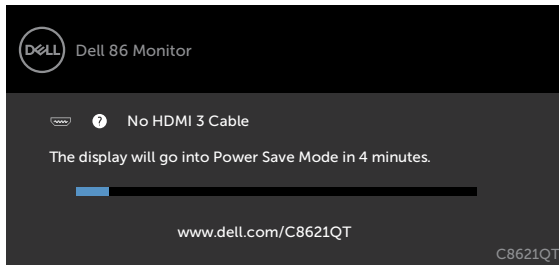 DELL
Dell 86 Monitor
? No HDMI 3 Cable
The display will go into Power Save Mode in 4 minutes.
www.dell.com/C8621QT
C8621QT